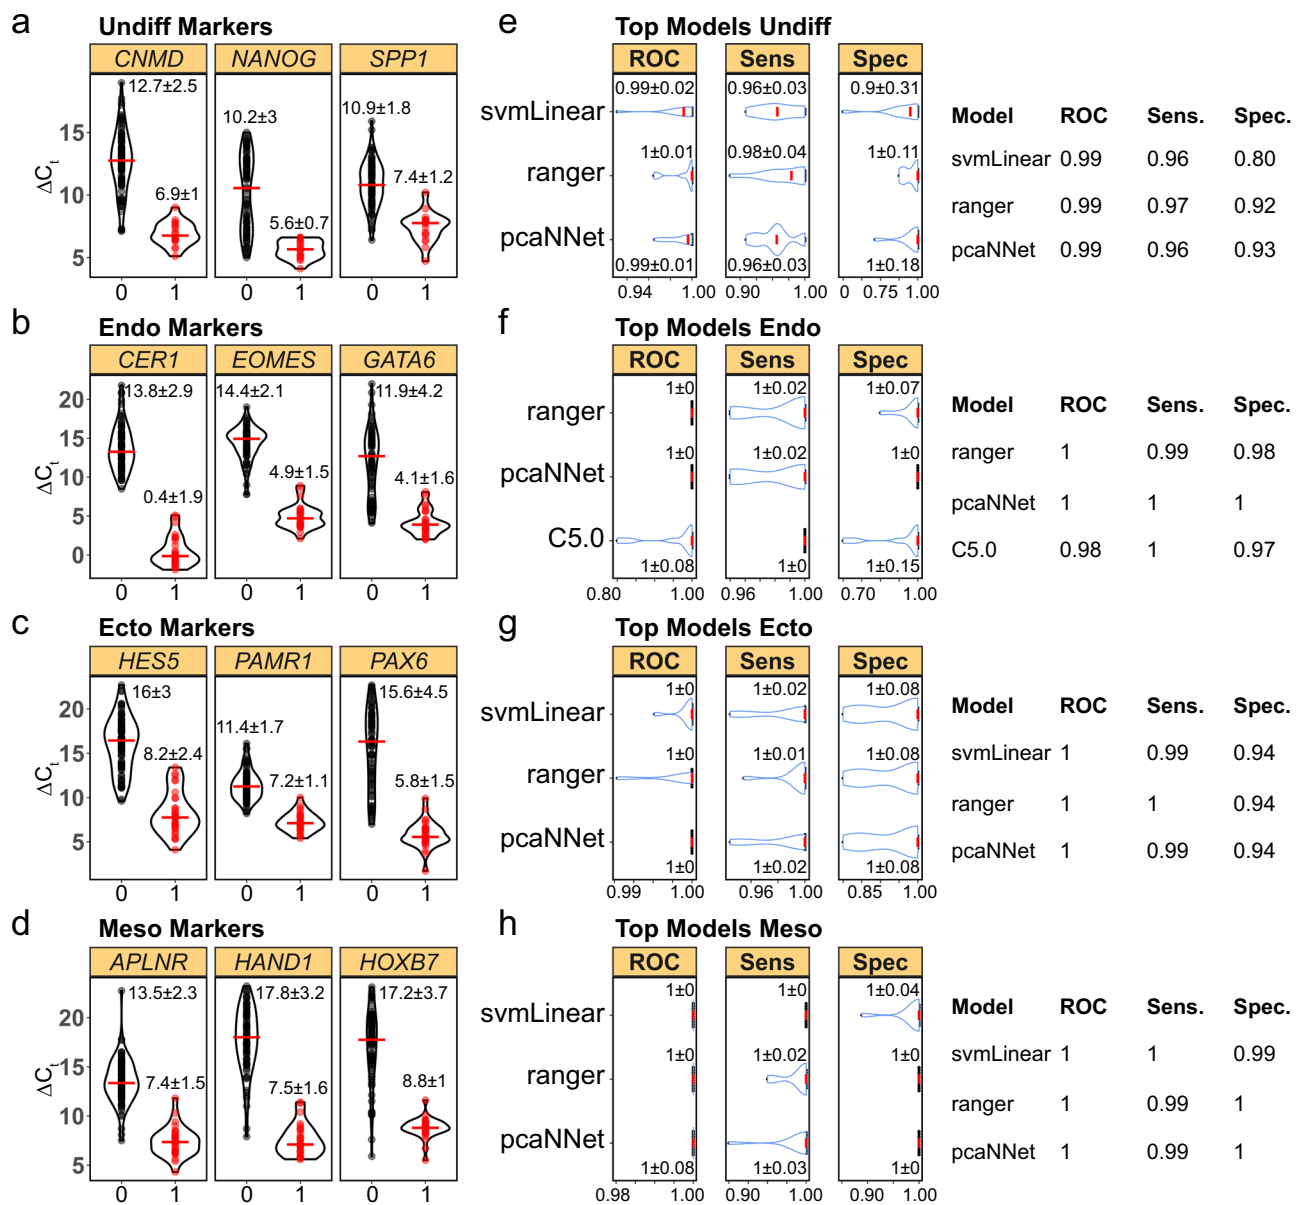 a Undiff Markers
CNMD NANOG SPP1
12.7±2.5
10.2±3
10.9±1.8
6.9±1
5.6±0.7
7.4±1.2
ΔCt
15
10
5
0 1 0 1 0 1
b Endo Markers
CER1 EOMES GATA6
13.8±2.9 14.4±2.1 11.9±4.2
0.4±1.9
4.9±1.5
4.1±1.6
ΔCt
20
15
10
5
0
0 1 0 1 0 1
c Ecto Markers
HES5 PAMR1 PAX6
16±3
11.4±1.7
15.6±4.5
8.2±2.4
7.2±1.1
5.8±1.5
ΔCt
20
15
10
5
0 1 0 1 0 1
d Meso Markers
APLNR HAND1 HOXB7
13.5±2.3 17.8±3.2 17.2±3.7
7.4±1.5
7.5±1.6
8.8±1
ΔCt
20
15
10
5
0 1 0 1 0 1
e Top Models Undiff
ROC Sens Spec
svmLinear 0.99±0.02 0.96±0.03 0.9±0.31
ranger 1±0.01 0.98±0.04 1±0.11
pcaNNet 0.99±0.01 0.96±0.03 1±0.18
0.94 1.00 0.90 1.00 0 0.75 1.00
Model ROC Sens. Spec.
svmLinear 0.99 0.96 0.80
ranger 0.99 0.97 0.92
pcaNNet 0.99 0.96 0.93
f Top Models Endo
ROC Sens Spec
ranger 1±0 1±0.02 1±0.07
pcaNNet 1±0 1±0.02 1±0
C5.0 1±0.08 1±0 1±0.15
0.80 1.00 0.96 1.00 0.70 1.00
Model ROC Sens. Spec.
ranger 1 0.99 0.98
pcaNNet 1 1 1
C5.0 0.98 1 0.97
g Top Models Ecto
ROC Sens Spec
svmLinear 1±0 1±0.02 1±0.08
ranger 1±0 1±0.01 1±0.08
pcaNNet 1±0 1±0.02 1±0.08
0.99 1.00 0.96 1.00 0.85 1.00
Model ROC Sens. Spec.
svmLinear 1 0.99 0.94
ranger 1 1 0.94
pcaNNet 1 0.99 0.94
h Top Models Meso
ROC Sens Spec
svmLinear 1±0 1±0 1±0.04
ranger 1±0 1±0.02 1±0
pcaNNet 1±0.08 1±0.03 1±0
0.98 1.00 0.90 1.00 0.90 1.00
Model ROC Sens. Spec.
svmLinear 1 1 0.99
ranger 1 0.99 1
pcaNNet 1 0.99 1